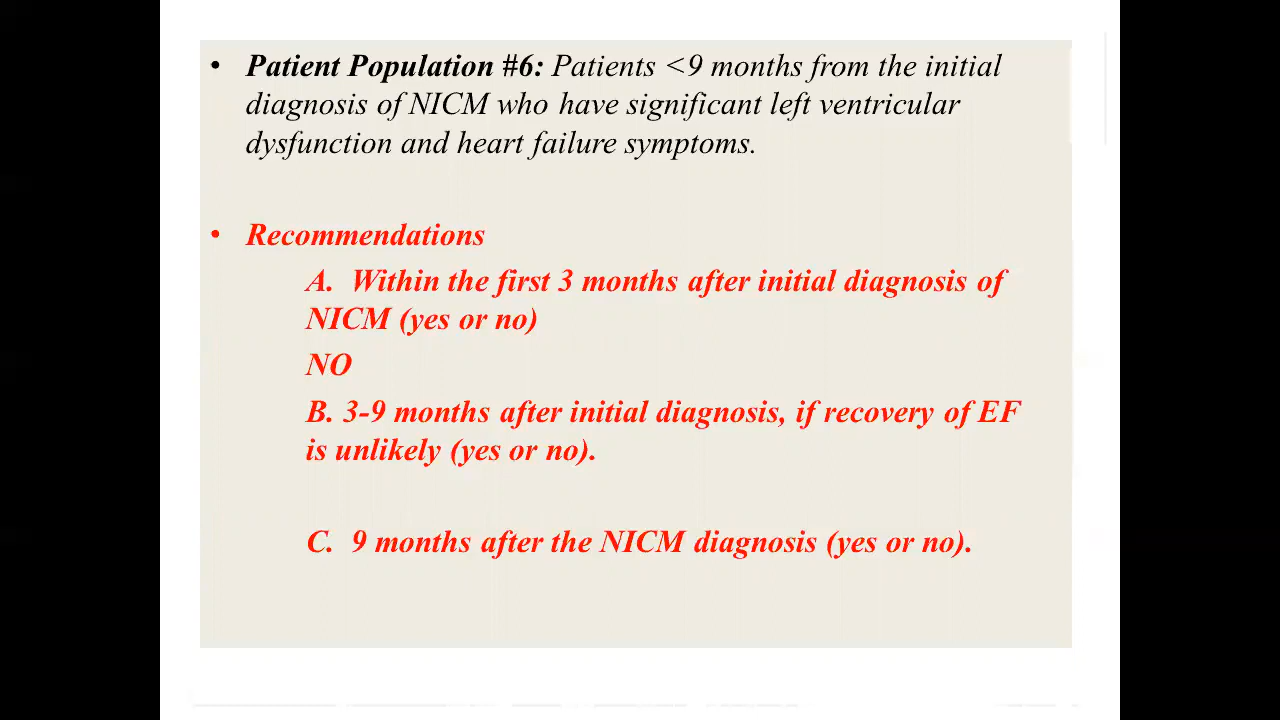 • Patient Population #6: Patients <9 months from the initial
diagnosis of NICM who have significant left ventricular
dysfunction and heart failure symptoms.
• Recommendations
A. Within the first 3 months after initial diagnosis of
NICM (yes or no)
NO
B. 3-9 months after initial diagnosis, if recovery of EF
is unlikely (yes or no).
C. 9 months after the NICM diagnosis (yes or no).